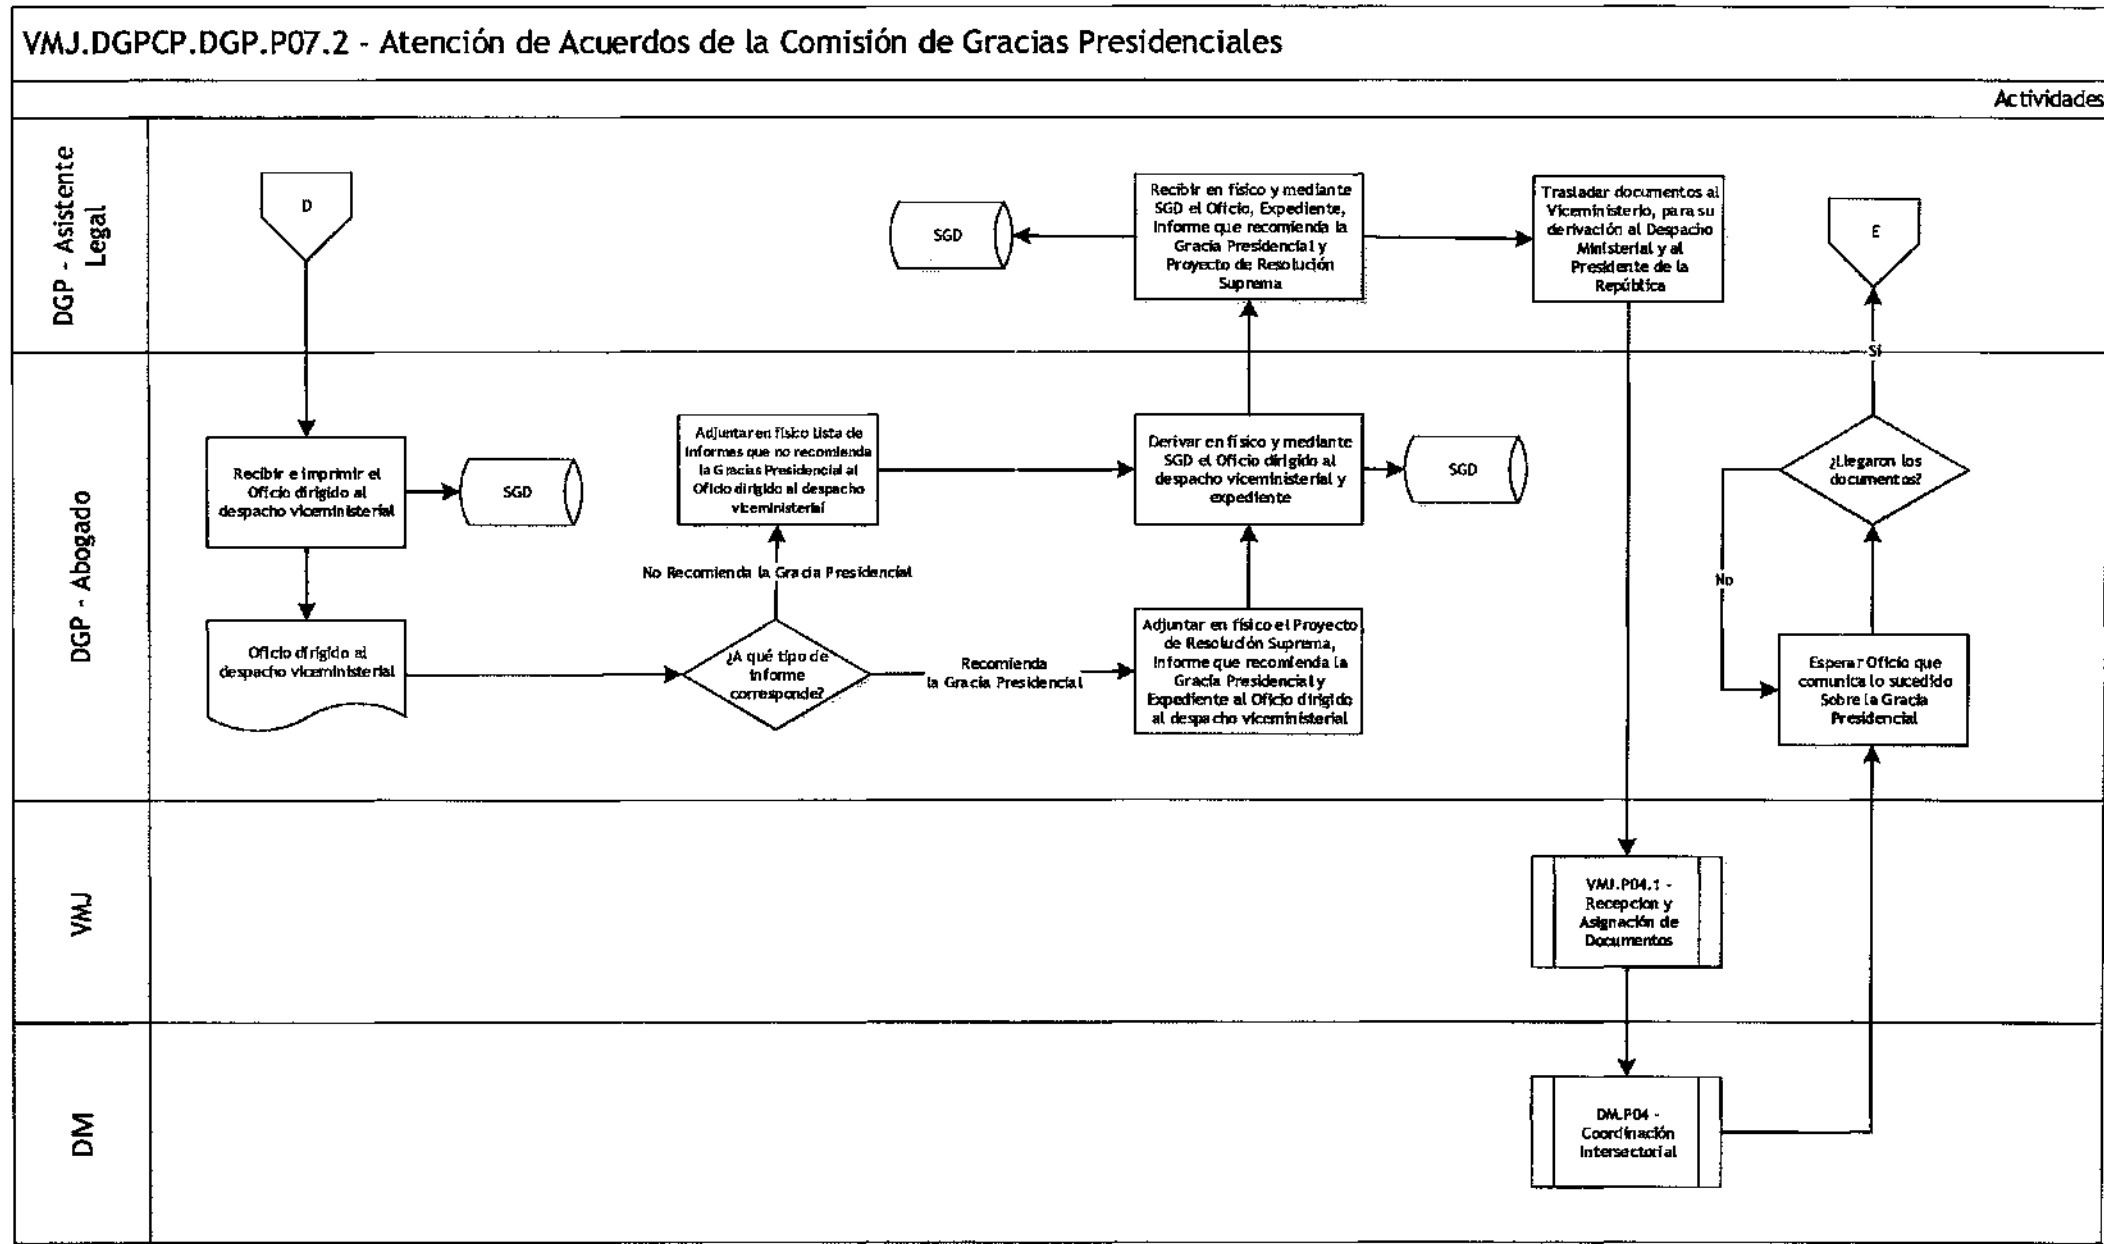 VMJ.DGPCP.DGP.P07.2 - Atención de Acuerdos de la Comisión de Gracias Presidenciales
Actividades
DGP - Asistente
Legal
D
SGD
Recibir en físico y mediante
SGD el Oficio, Expediente,
Informe que recomienda la
Gracia Presidencial y
Proyecto de Resolución
Suprema
Trasladar documentos al
Viceministerio, para su
derivación al Despacho
Ministerial y al
Presidente de la
República
E
Sí
DGP - Abogado
Recibir e imprimir el
Oficio dirigido al
despacho viceministerial
SGD
Adjuntar en físico Lista de
Informes que no recomienda
la Gracias Presidencial al
Oficio dirigido al despacho
viceministerial
Derivar en físico y mediante
SGD el Oficio dirigido al
despacho viceministerial y
expediente
SGD
¿Llegaron los
documentos?
No Recomienda la Gracia Presidencial
No
Oficio dirigido al
despacho viceministerial
¿A qué tipo de
informe
corresponde?
Recomienda
la Gracia Presidencial
Adjuntar en físico el Proyecto
de Resolución Suprema,
Informe que recomienda la
Gracia Presidencial y
Expediente al Oficio dirigido
al despacho viceministerial
Esperar Oficio que
comunica lo sucedido
Sobre la Gracia
Presidencial
VMJ
VMJ.P04.1 -
Recepcion y
Asignación de
Documentos
DM
DM.P04 -
Coordinación
Intersectorial